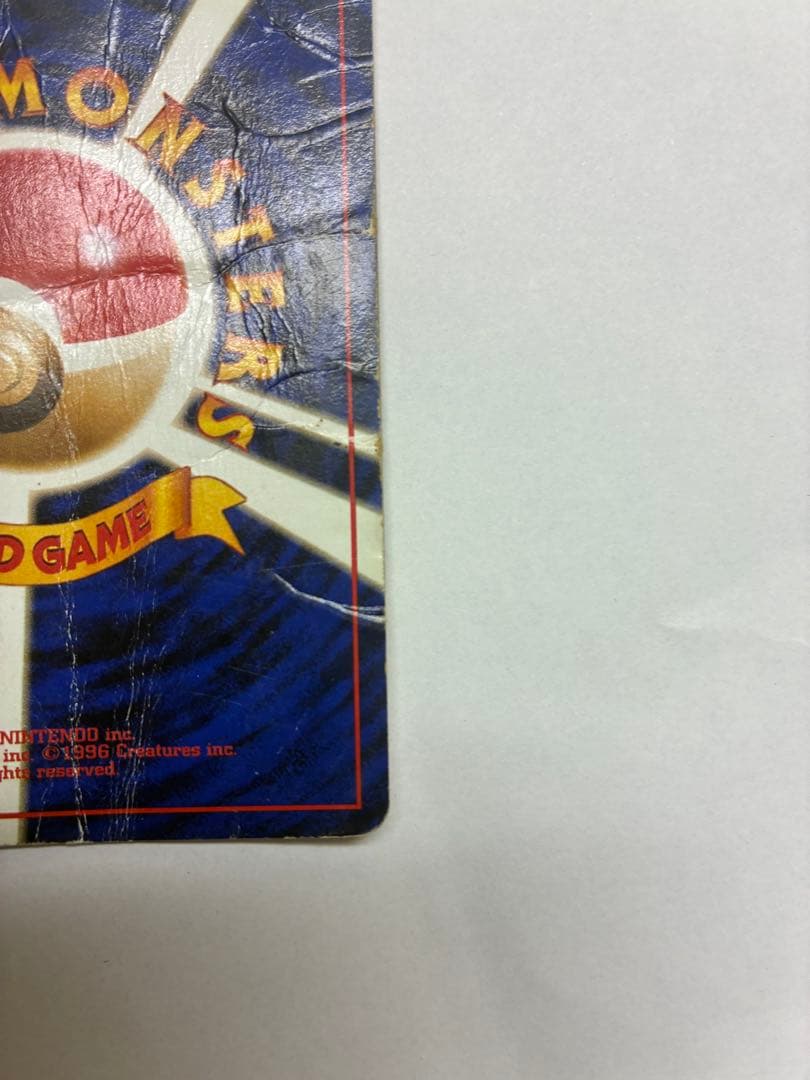 MONSTERS
D GAME
NINTENDO inc.
inc. ©1996 Creatures inc.
ghts reserved.